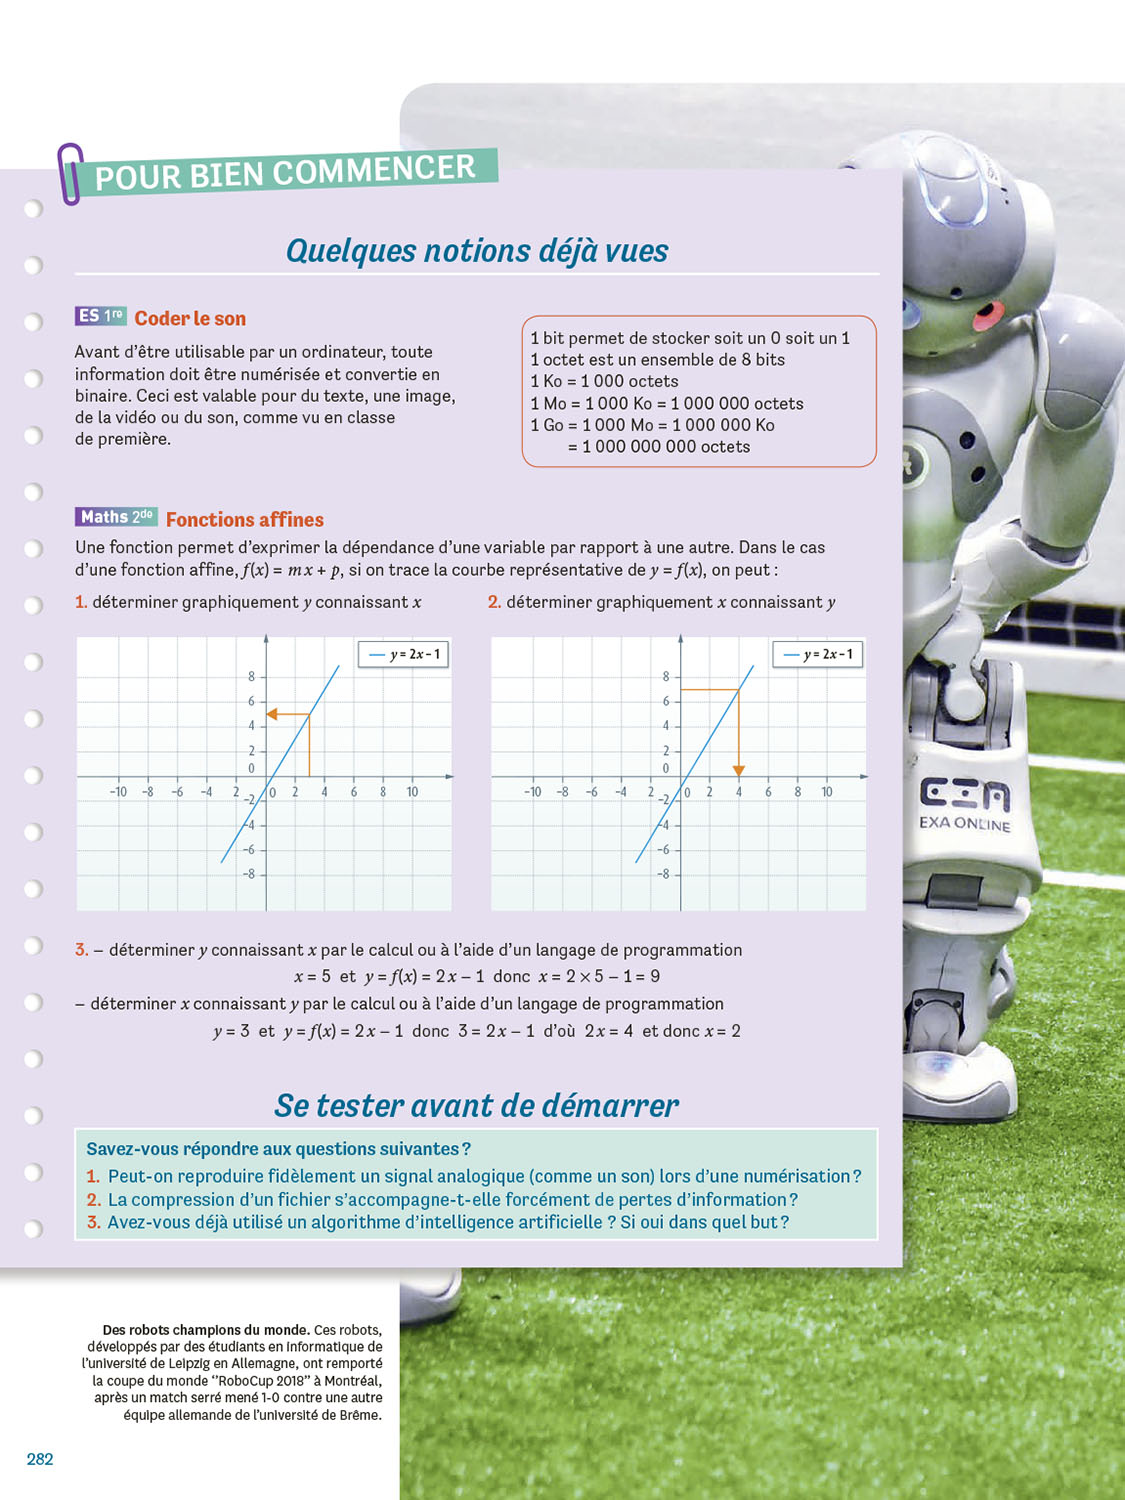 POUR BIEN COMMENCER
Quelques notions déjà vues
ES 1re Coder le son
Avant d'être utilisable par un ordinateur, toute
information doit être numérisée et convertie en
binaire. Ceci est valable pour du texte, une image,
de la vidéo ou du son, comme vu en classe
de première.
1 bit permet de stocker soit un 0 soit un 1
1 octet est un ensemble de 8 bits
1 Ko = 1 000 octets
1 Mo = 1 000 Ko = 1 000 000 octets
1 Go = 1 000 Mo = 1 000 000 Ko
= 1 000 000 000 octets
Maths 2de Fonctions affines
Une fonction permet d'exprimer la dépendance d'une variable par rapport à une autre. Dans le cas
d'une fonction affine, f(x) = mx + p, si on trace la courbe représentative de y = f(x), on peut :
1. déterminer graphiquement y connaissant x
y = 2x – 1
8
6
4
2
0
–10 –8 –6 –4 2 0 2 4 6 8 10
–2
–4
–6
–8
2. déterminer graphiquement x connaissant y
y = 2x – 1
8
6
4
2
0
–10 –8 –6 –4 2 0 2 4 6 8 10
–2
–4
–6
–8
3. – déterminer y connaissant x par le calcul ou à l'aide d'un langage de programmation
x = 5 et y = f(x) = 2x – 1 donc x = 2 × 5 – 1 = 9
– déterminer x connaissant y par le calcul ou à l'aide d'un langage de programmation
y = 3 et y = f(x) = 2x – 1 donc 3 = 2x – 1 d'où 2x = 4 et donc x = 2
Se tester avant de démarrer
Savez-vous répondre aux questions suivantes ?
1. Peut-on reproduire fidèlement un signal analogique (comme un son) lors d'une numérisation ?
2. La compression d'un fichier s'accompagne-t-elle forcément de pertes d'information ?
3. Avez-vous déjà utilisé un algorithme d'intelligence artificielle ? Si oui dans quel but ?
EXA ONLINE
Des robots champions du monde. Ces robots,
développés par des étudiants en informatique de
l'université de Leipzig en Allemagne, ont remporté
la coupe du monde ‘’RoboCup 2018’’ à Montréal,
après un match serré mené 1-0 contre une autre
équipe allemande de l'université de Brême.
282